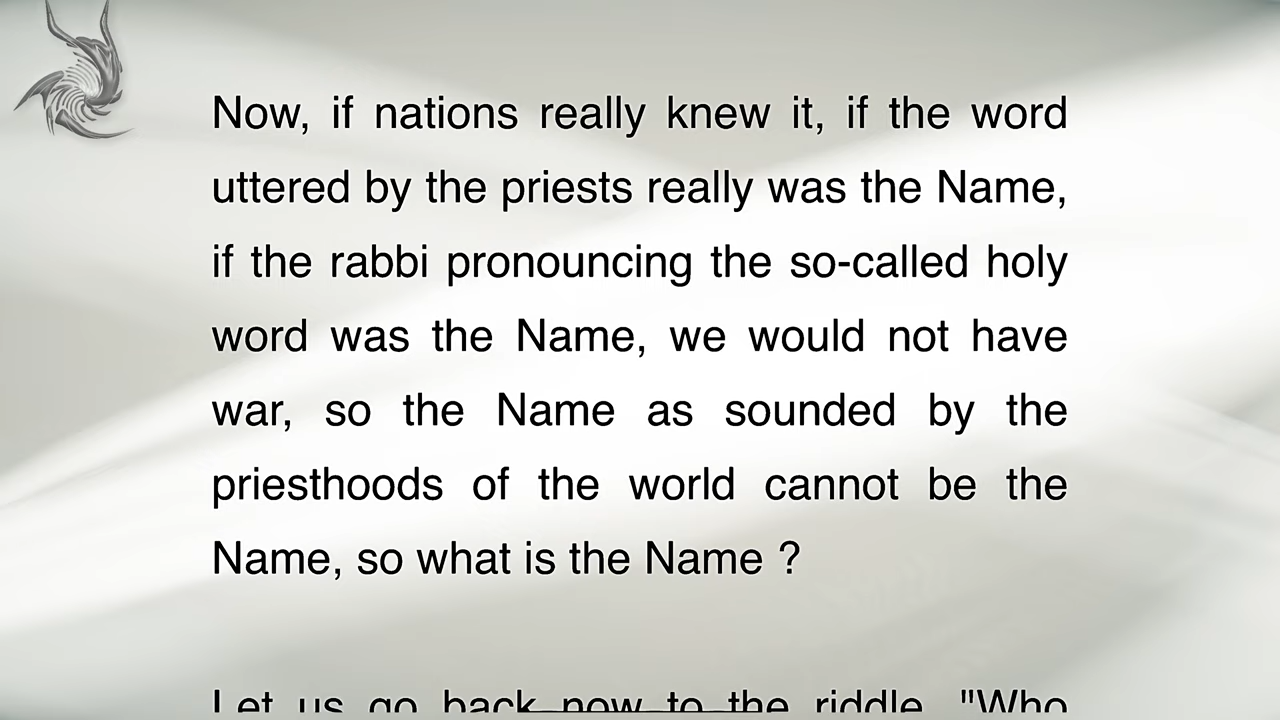 Now, if nations really knew it, if the word
uttered by the priests really was the Name,
if the rabbi pronouncing the so-called holy
word was the Name, we would not have
war, so the Name as sounded by the
priesthoods of the world cannot be the
Name, so what is the Name ?
Let us go back now to the riddle, "Who